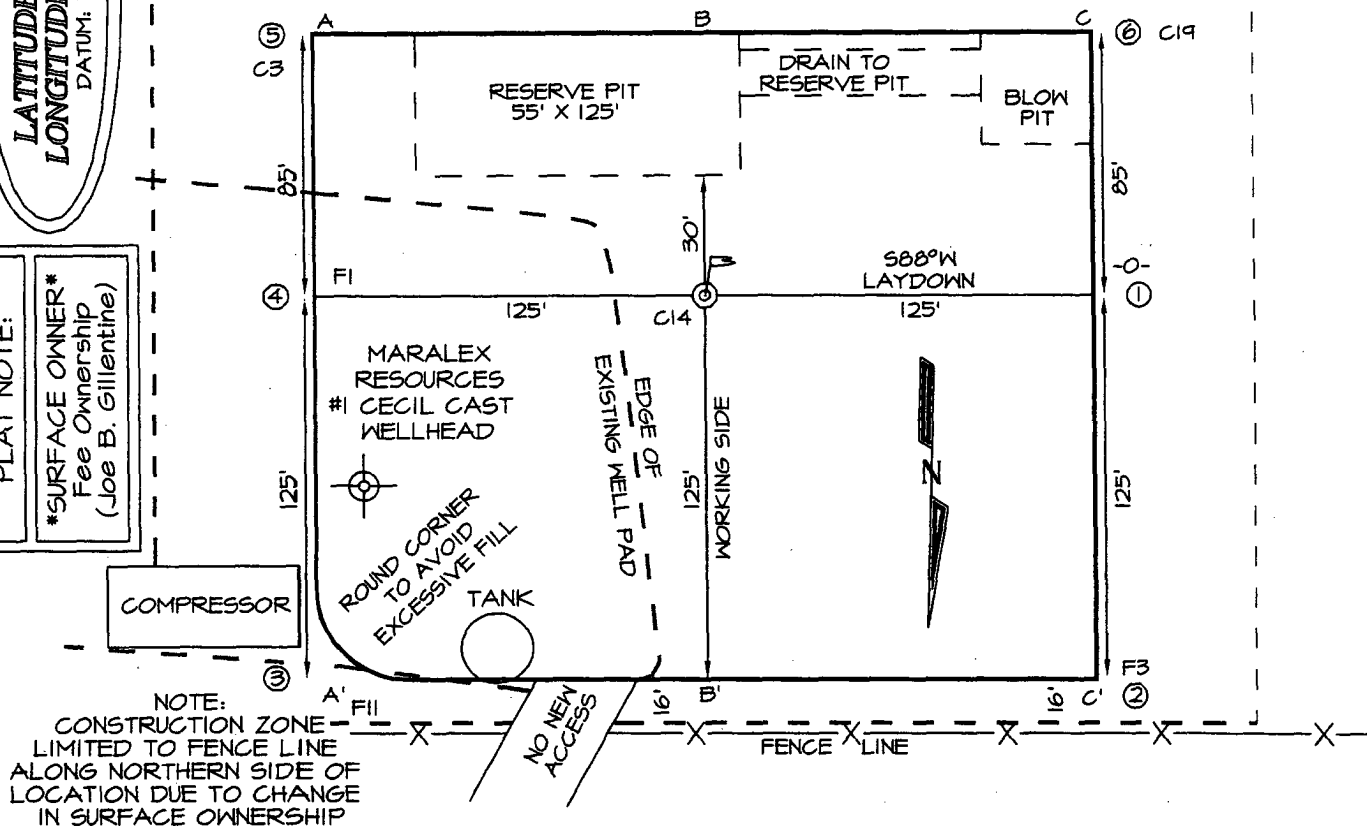 LATITUDE
LONGITUDE
DATUM:
PLAT NOTE:
*SURFACE OWNER*
Fee Ownership
(Joe B. Gillentine)
5
A
B
C
6
C19
C3
RESERVE PIT
55' X 125'
DRAIN TO
RESERVE PIT
BLOW
PIT
85'
85'
30'
S88°W
LAYDOWN
-0-
F1
4
125'
C14
125'
1
MARALEX
RESOURCES
#1 CECIL CAST
WELLHEAD
EDGE OF
EXISTING WELL PAD
125'
WORKING SIDE
N
125'
125'
ROUND CORNER
TO AVOID
EXCESSIVE FILL
COMPRESSOR
TANK
3
A'
F11
16'
B'
16'
C'
F3
2
NO NEW
ACCESS
FENCE LINE
NOTE:
CONSTRUCTION ZONE
LIMITED TO FENCE LINE
ALONG NORTHERN SIDE OF
LOCATION DUE TO CHANGE
IN SURFACE OWNERSHIP